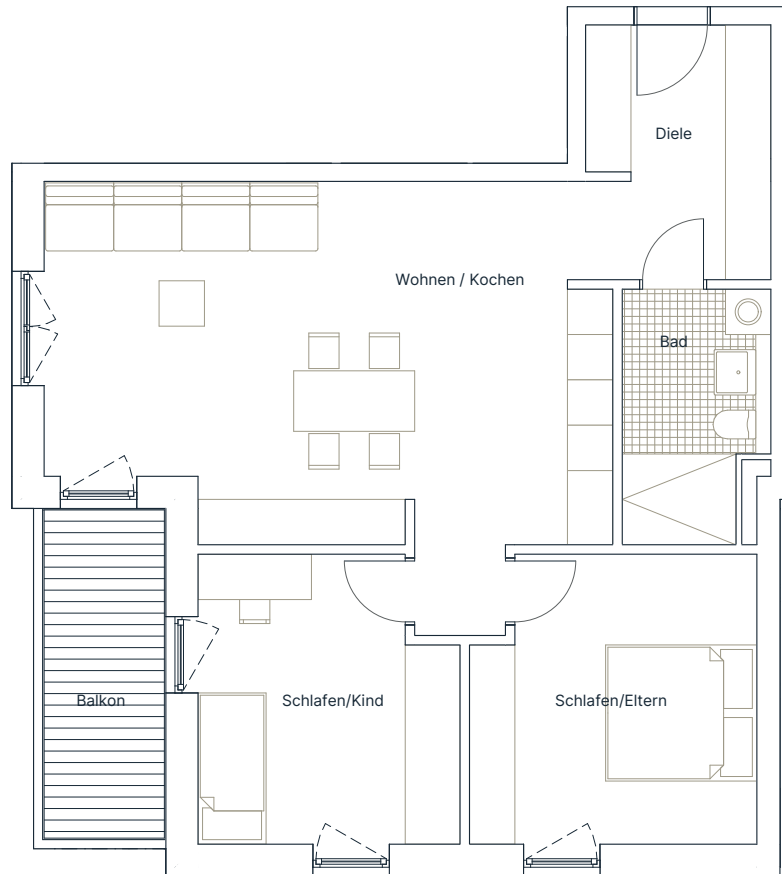 Diele
Wohnen / Kochen
Bad
Balkon
Schlafen/Kind
Schlafen/Eltern